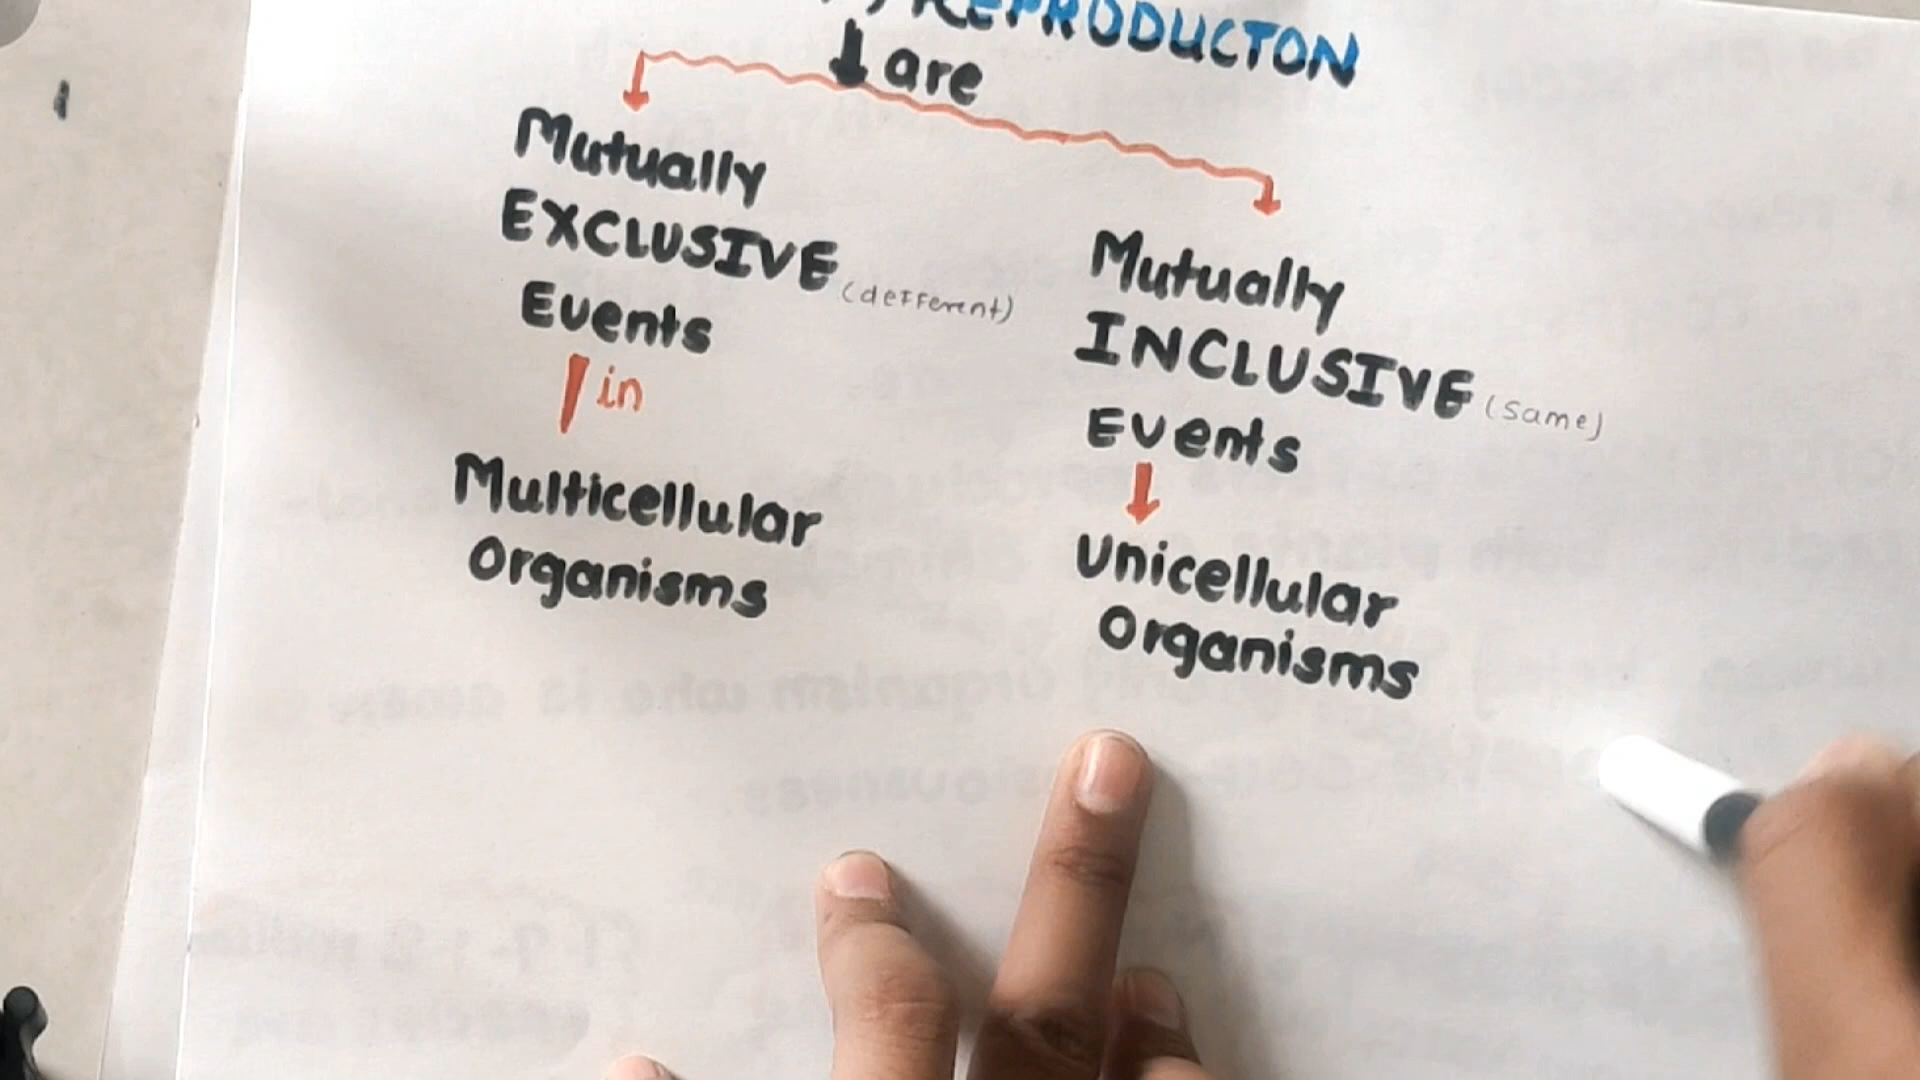 REPRODUCTON
are
Mutually
EXCLUSIVE (defferent)
Events
in
Multicellular
Organisms
Mutually
INCLUSIVE (same)
Events
Unicellular
Organisms